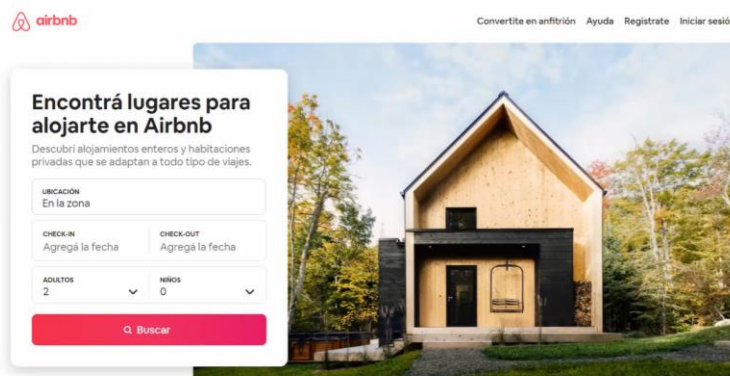 airbnb
Convertite en anfitrión Ayuda Registrate Iniciar sesió
Encontrá lugares para
alojarte en Airbnb
Descubrí alojamientos enteros y habitaciones
privadas que se adaptan a todo tipo de viajes.
UBICACIÓN
En la zona
CHECK-IN CHECK-OUT
Agregá la fecha Agregá la fecha
ADULTOS NIÑOS
2 0
Buscar